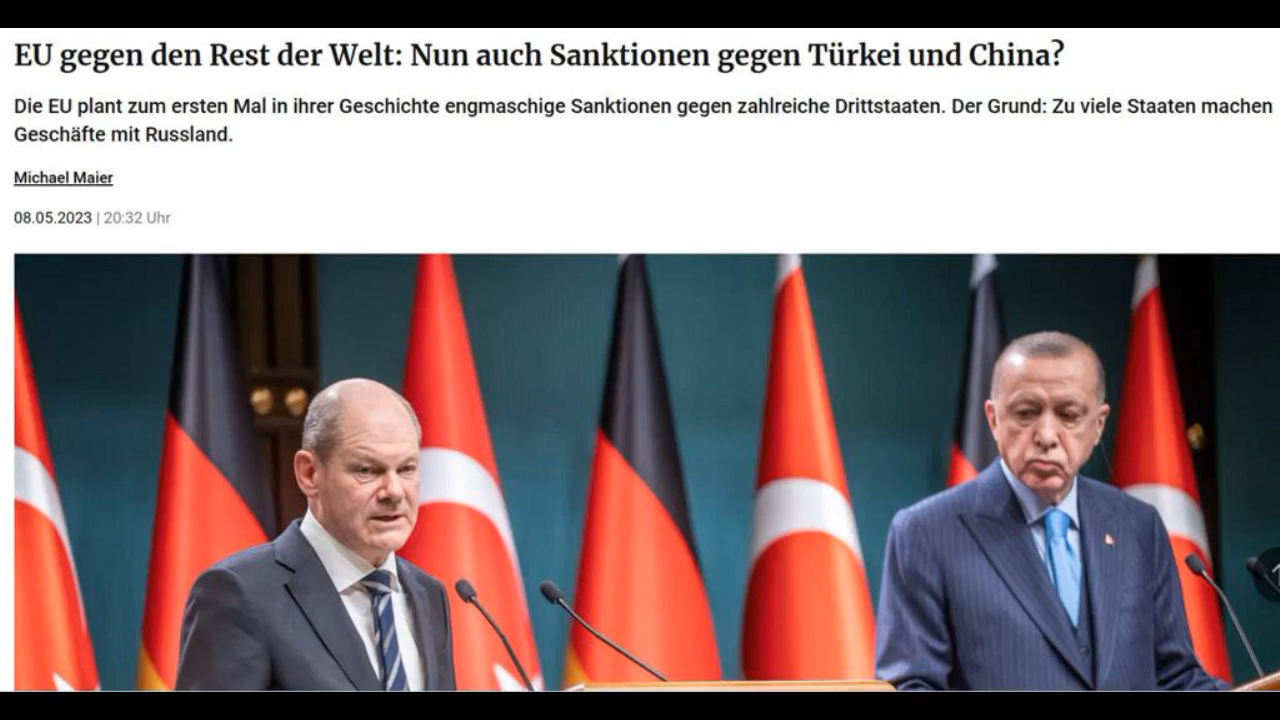 EU gegen den Rest der Welt: Nun auch Sanktionen gegen Türkei und China?
Die EU plant zum ersten Mal in ihrer Geschichte engmaschige Sanktionen gegen zahlreiche Drittstaaten. Der Grund: Zu viele Staaten machen
Geschäfte mit Russland.
Michael Maier
08.05.2023 | 20:32 Uhr